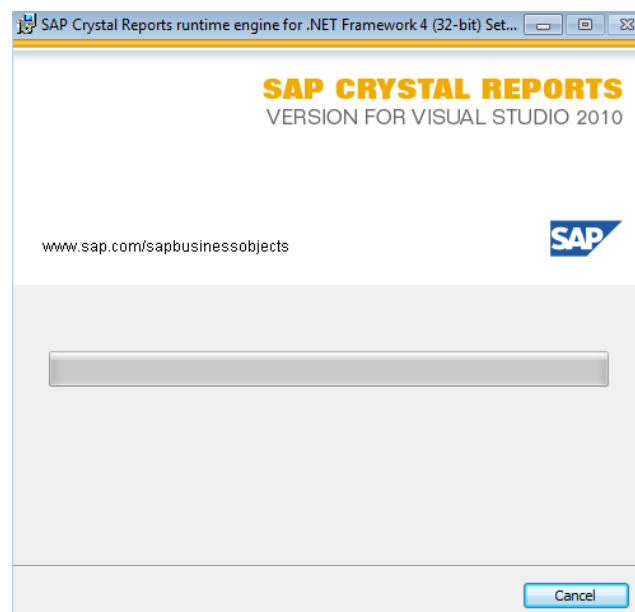 SAP Crystal Reports runtime engine for .NET Framework 4 (32-bit) Set...
SAP CRYSTAL REPORTS
VERSION FOR VISUAL STUDIO 2010
www.sap.com/sapbusinessobjects
SAP
Cancel